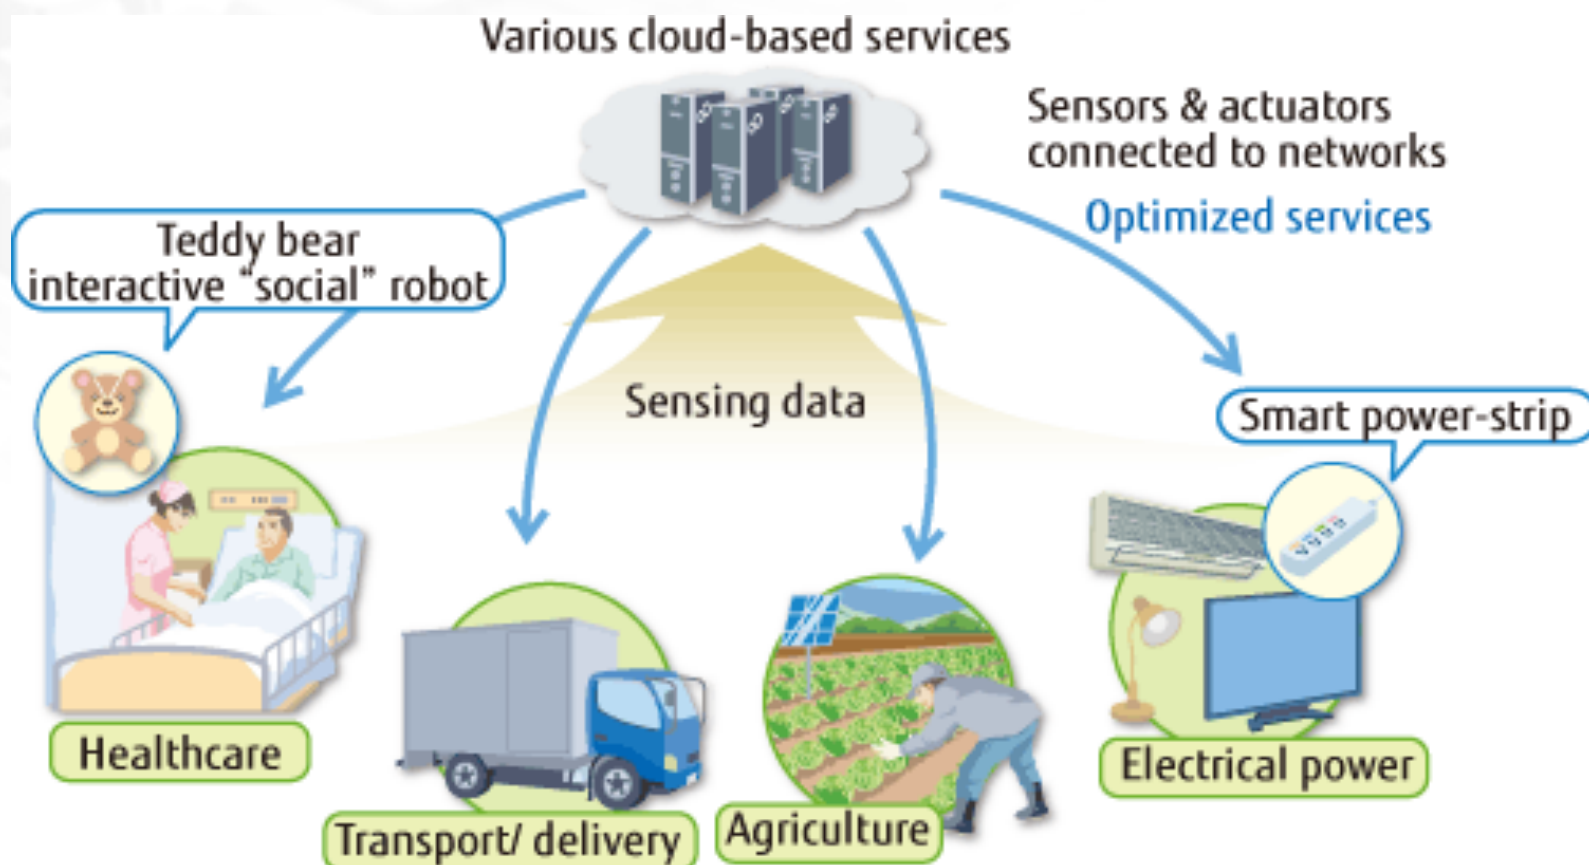 Various cloud-based services
Sensors & actuators
connected to networks
Optimized services
Teddy bear
interactive “social” robot
Sensing data
Smart power-strip
Healthcare
Transport/ delivery
Agriculture
Electrical power